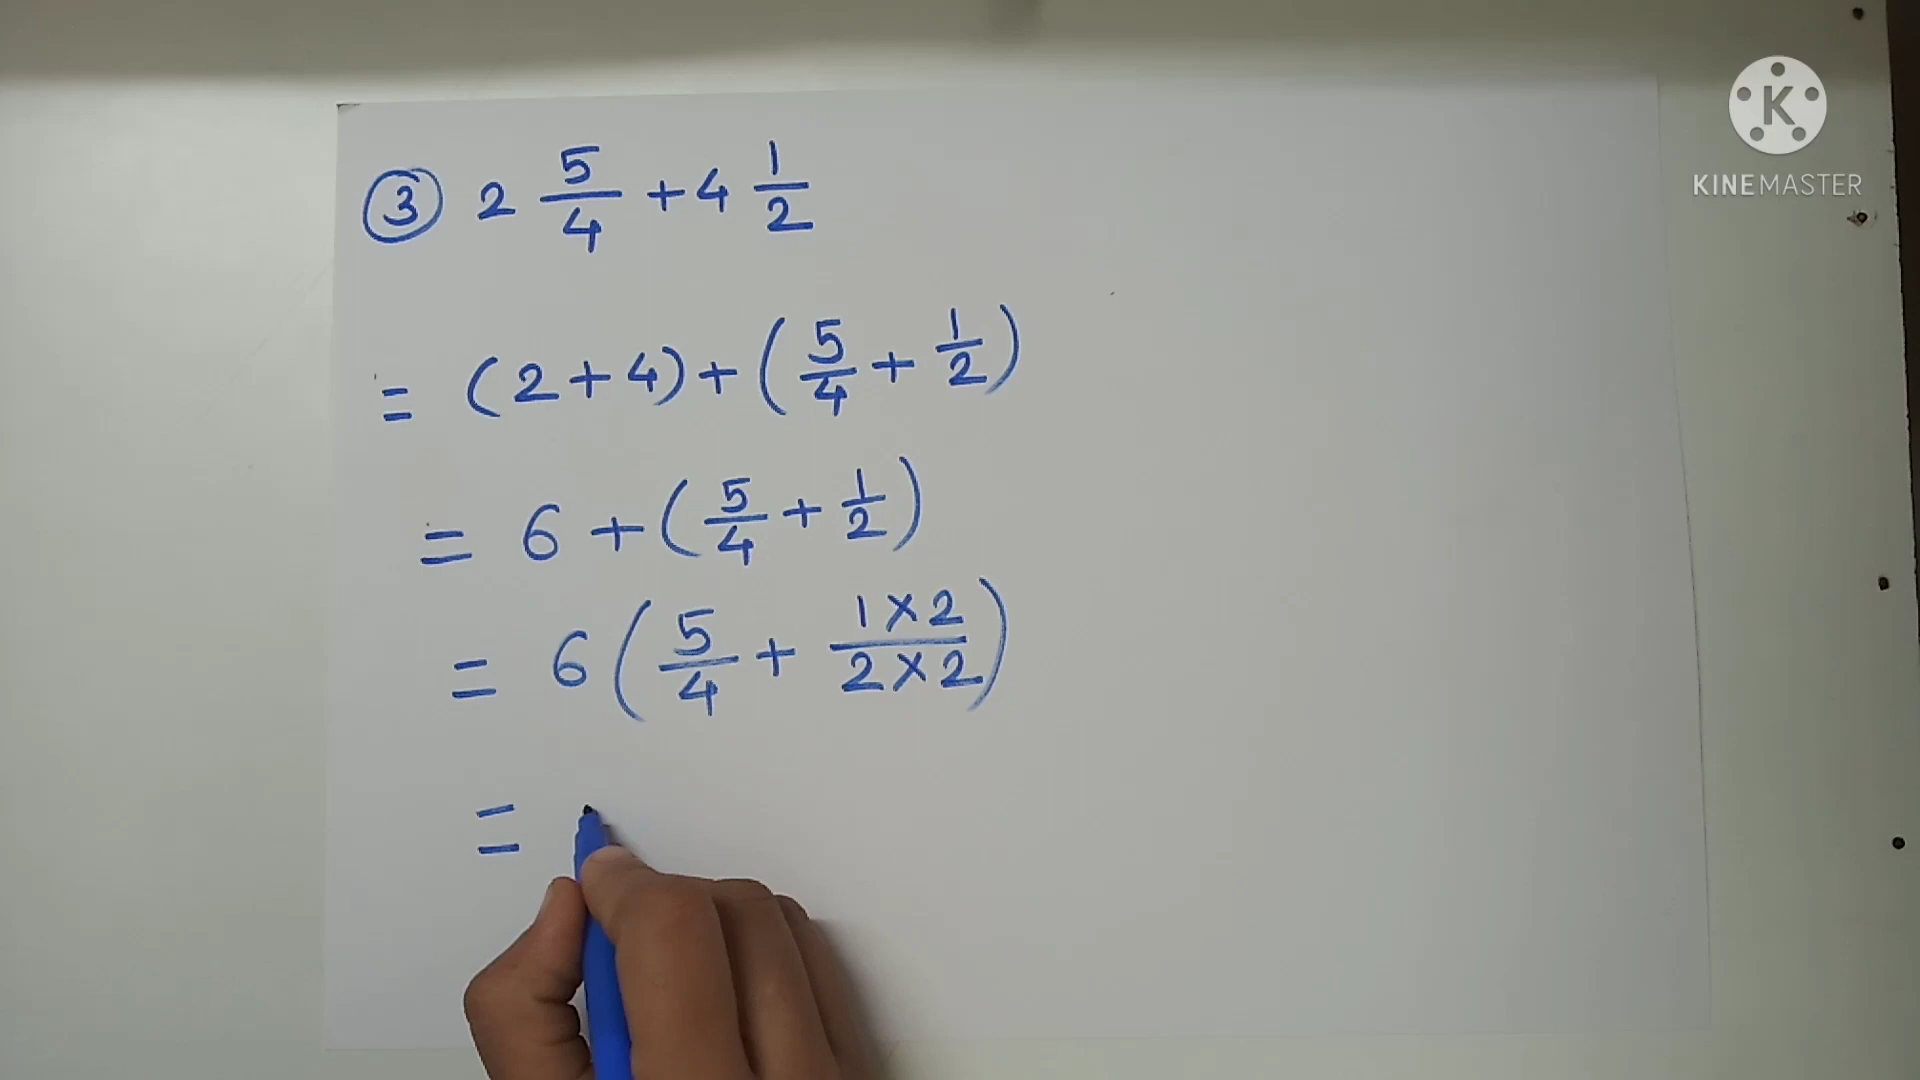 ③ 2 5/4 + 4 1/2
= (2 + 4) + (5/4 + 1/2)
= 6 + (5/4 + 1/2)
= 6 (5/4 + 1 × 2/2 × 2)
=
K
KINEMASTER